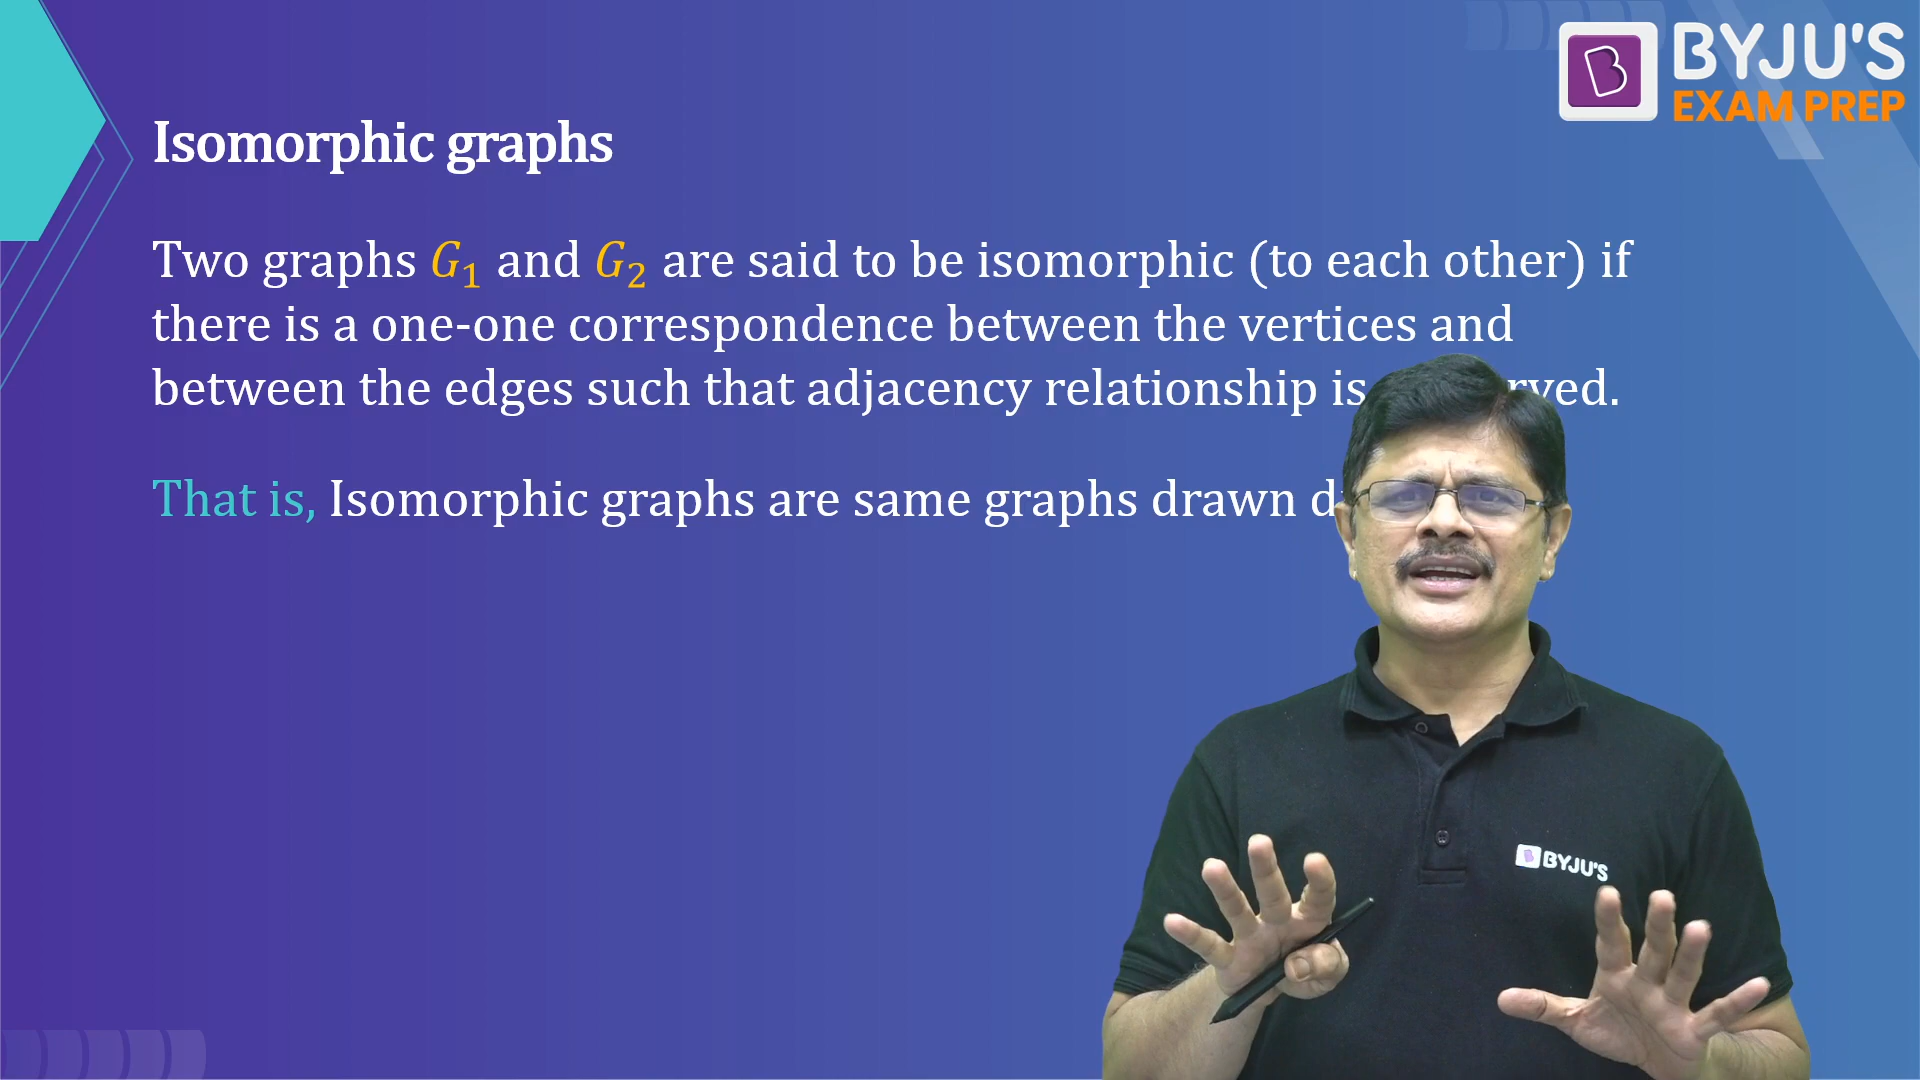 BYJU'S
EXAM PREP
Isomorphic graphs
Two graphs G₁ and G₂ are said to be isomorphic (to each other) if
there is a one-one correspondence between the vertices and
between the edges such that adjacency relationship is
That is, Isomorphic graphs are same graphs drawn
BYJU'S